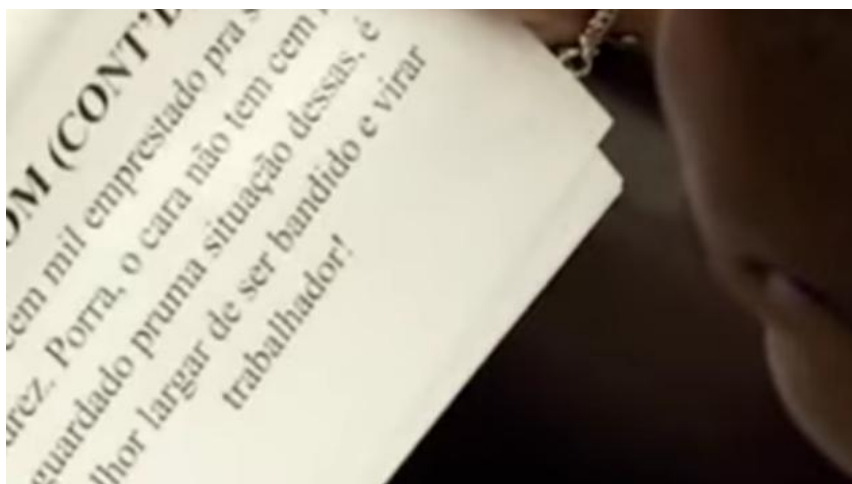 OM (CONT'D
cem mil emprestado pra s
arez. Porra, o cara não tem cem
guardado pruma situação dessas, é
lhor largar de ser bandido e virar
trabalhador!